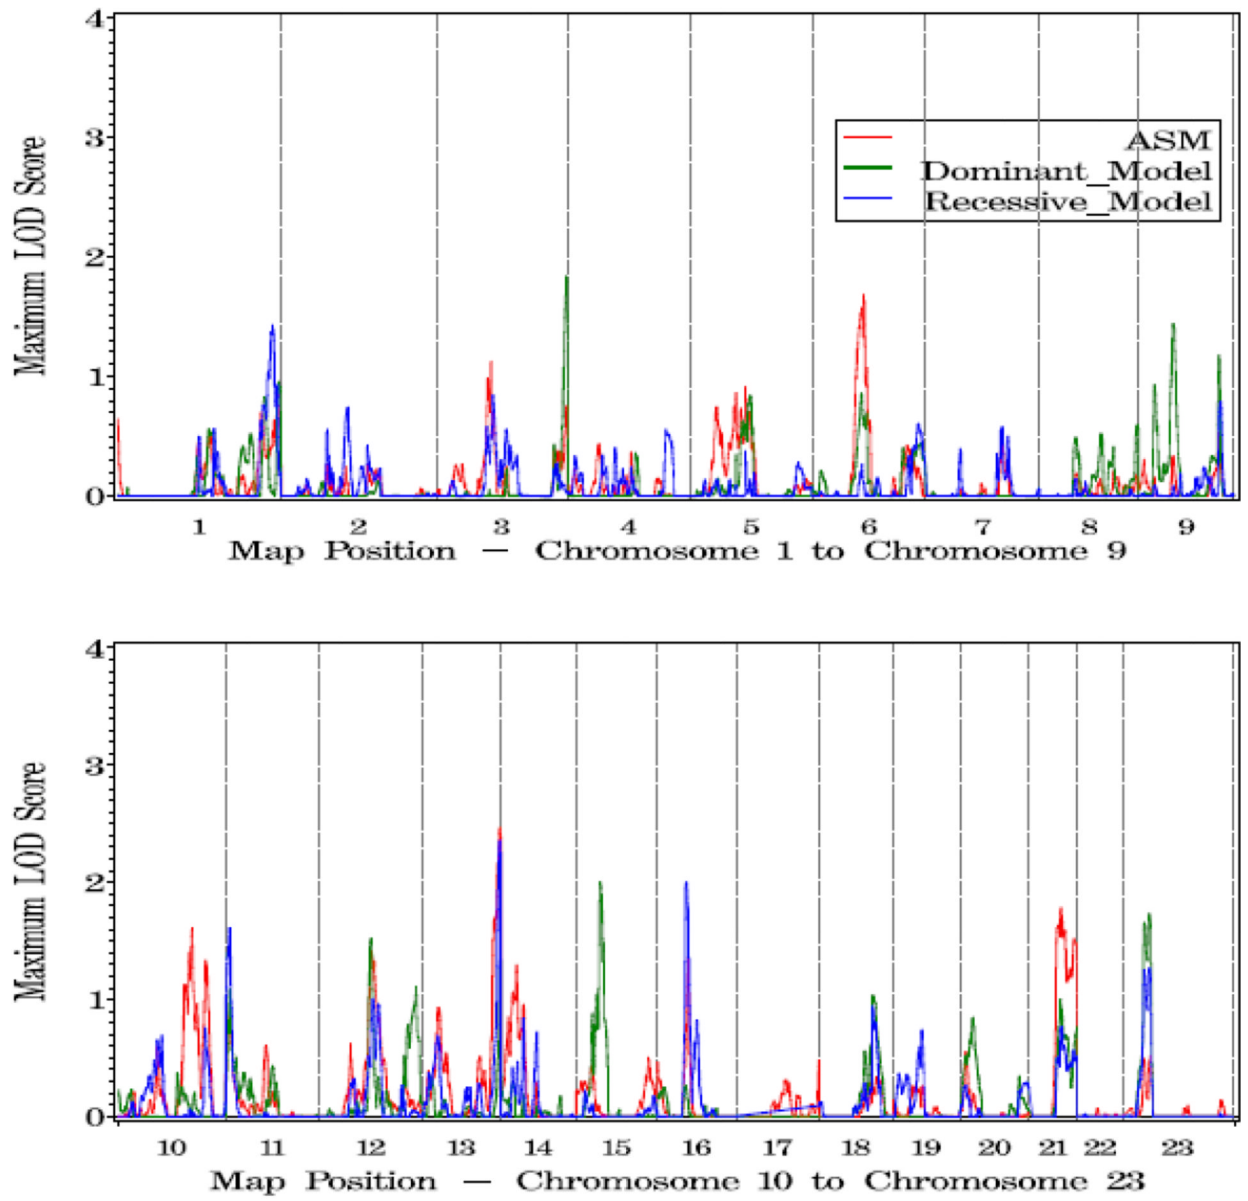 4
3
2
1
0
Maximum LOD Score
ASM
Dominant_Model
Recessive_Model
1 2 3 4 5 6 7 8 9
Map Position — Chromosome 1 to Chromosome 9
4
3
2
1
0
Maximum LOD Score
10 11 12 13 14 15 16 17 18 19 20 21 22 23
Map Position — Chromosome 10 to Chromosome 23